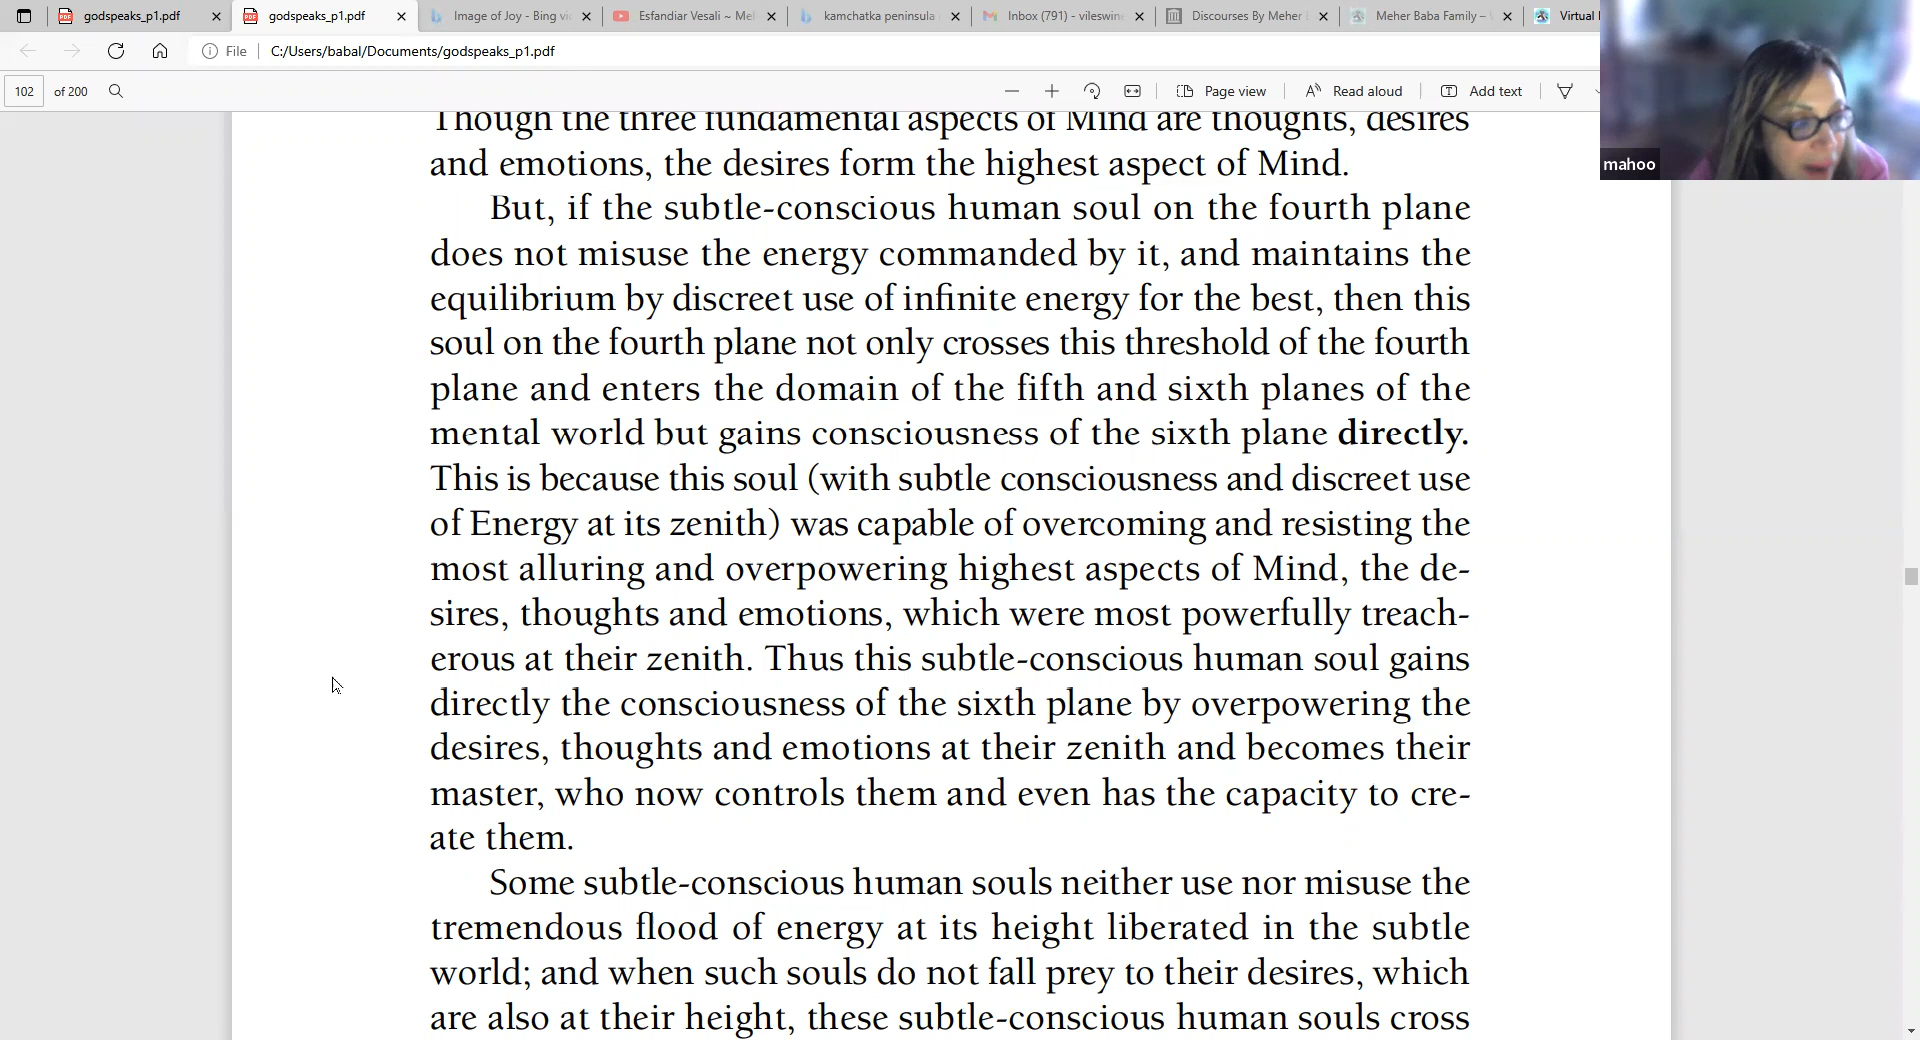 godspeaks_p1.pdf
godspeaks_p1.pdf
Image of Joy - Bing vi
Esfandiar Vesali ~ Me
kamchatka peninsula
Inbox (791) - vileswine
Discourses By Meher
Meher Baba Family –
Virtual
File C:/Users/babal/Documents/godspeaks_p1.pdf
102 of 200
Page view
Read aloud
Add text
mahoo
Though the three fundamental aspects of Mind are thoughts, desires
and emotions, the desires form the highest aspect of Mind.
But, if the subtle-conscious human soul on the fourth plane
does not misuse the energy commanded by it, and maintains the
equilibrium by discreet use of infinite energy for the best, then this
soul on the fourth plane not only crosses this threshold of the fourth
plane and enters the domain of the fifth and sixth planes of the
mental world but gains consciousness of the sixth plane directly.
This is because this soul (with subtle consciousness and discreet use
of Energy at its zenith) was capable of overcoming and resisting the
most alluring and overpowering highest aspects of Mind, the de-
sires, thoughts and emotions, which were most powerfully treach-
erous at their zenith. Thus this subtle-conscious human soul gains
directly the consciousness of the sixth plane by overpowering the
desires, thoughts and emotions at their zenith and becomes their
master, who now controls them and even has the capacity to cre-
ate them.
Some subtle-conscious human souls neither use nor misuse the
tremendous flood of energy at its height liberated in the subtle
world; and when such souls do not fall prey to their desires, which
are also at their height, these subtle-conscious human souls cross